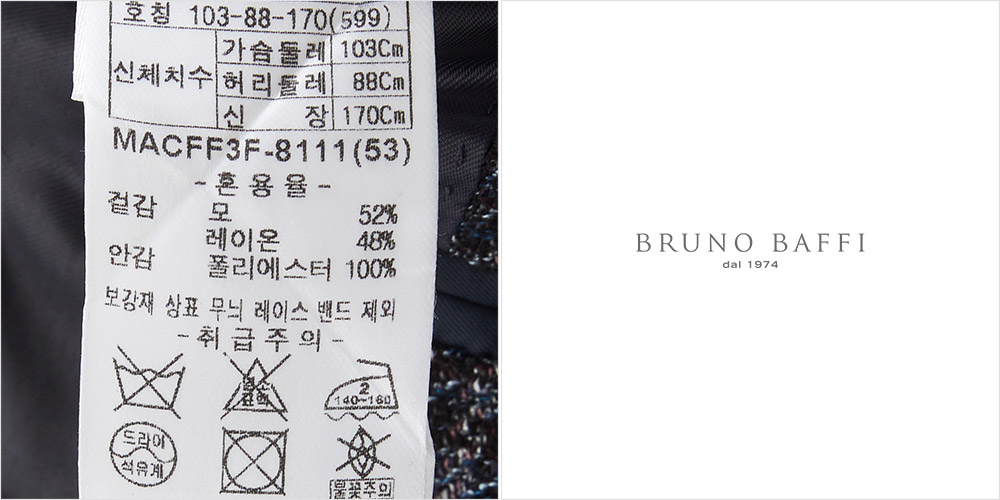 호칭 103-88-170(599)
신체치수
가슴둘레 103Cm
허리둘레 88Cm
신 장 170Cm
MACFF3F-8111(53)
-혼용율-
겉감 모 52%
레이온 48%
안감 폴리에스터 100%
보강재 상표 무늬 레이스 밴드 제외
-취급주의-
염소
표백
2
140~160
드라이
석유계
불꽃주의
BRUNO BAFFI
dal 1974